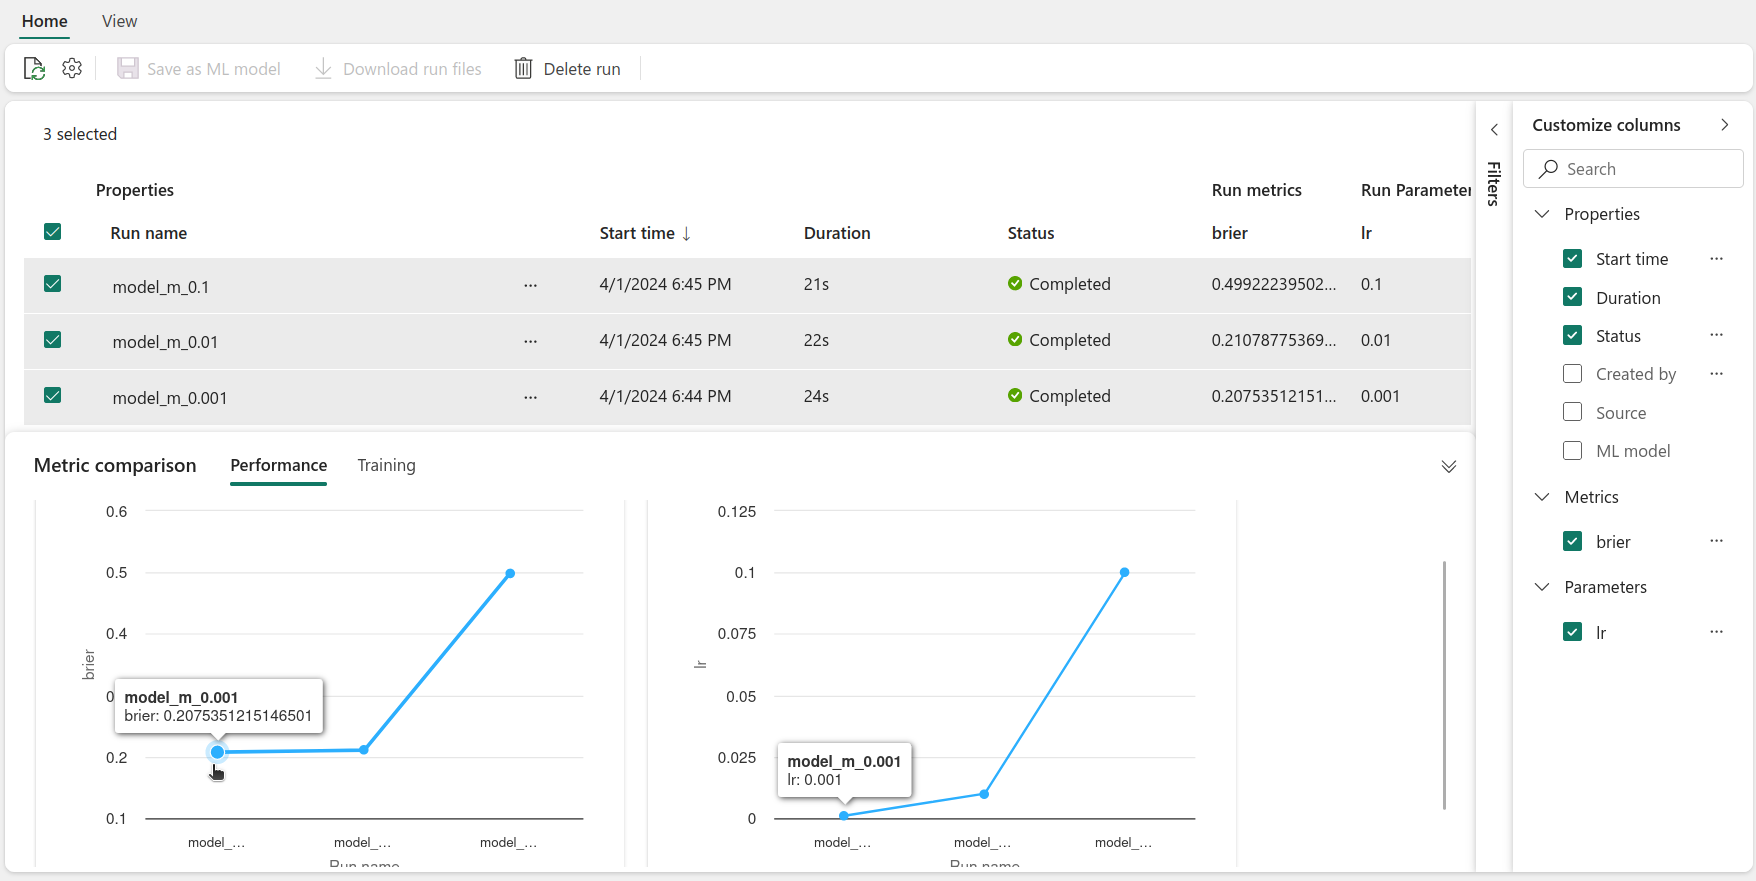 Home View
Save as ML model Download run files Delete run
3 selected
Properties Run metrics Run Parameter
Run name Start time ↓ Duration Status brier lr
model_m_0.1 ... 4/1/2024 6:45 PM 21s Completed 0.49922239502... 0.1
model_m_0.01 ... 4/1/2024 6:45 PM 22s Completed 0.21078775369... 0.01
model_m_0.001 ... 4/1/2024 6:44 PM 24s Completed 0.20753512151... 0.001
Metric comparison Performance Training
0.6
0.5
0.4
0.2
0.1
brier
model_m_0.001
brier: 0.2075351215146501
model_... model_... model_...
Run name
0.125
0.1
0.075
0.05
0.025
0
lr
model_m_0.001
lr: 0.001
model_... model_... model_...
Run name
Filters
Customize columns
Search
Properties
Start time ...
Duration
Status ...
Created by ...
Source
ML model
Metrics
brier ...
Parameters
lr ...